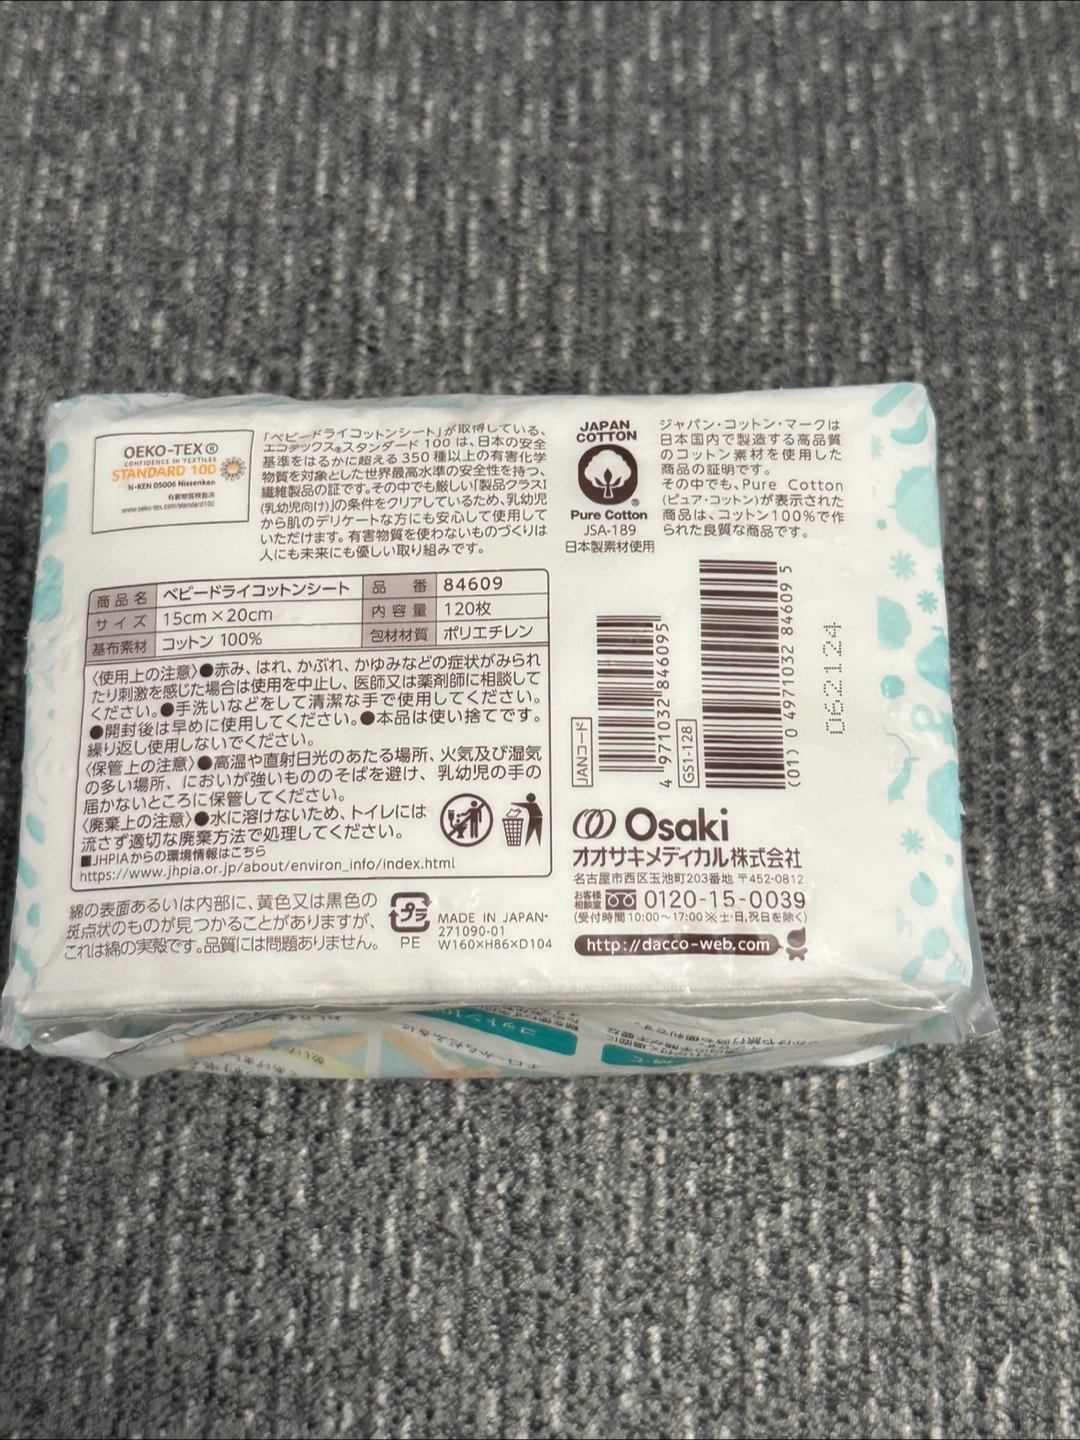 OEKO-TEX®
CONFIDENCE IN TEXTILES
STANDARD 100
N-KEN 05006 Nissenken
有害物質検査済
www.oeko-tex.com/standard100
「ベビードライコットンシート」が取得している、
エコテックス®スタンダード 100 は、日本の安全
基準をはるかに超える 350 種以上の有害化学
物質を対象とした世界最高水準の安全性を持つ、
繊維製品の証です。その中でも厳しい「製品クラスⅠ
(乳幼児向け)」の条件をクリアしているため、乳幼児
から肌のデリケートな方にも安心して使用して
いただけます。有害物質を使わないものづくりは
人にも未来にも優しい取り組みです。
JAPAN
COTTON
®
Pure Cotton
JSA-189
日本製素材使用
ジャパン・コットン・マークは
日本国内で製造する高品質
のコットン素材を使用した
商品の証明です。
その中でも、Pure Cotton
(ピュア・コットン)が表示された
商品は、コットン100%で作
られた良質な商品です。
商品名 ベビードライコットンシート 品番 84609
サイズ 15cm×20cm 内容量 120枚
基布素材 コットン 100% 包材材質 ポリエチレン
〈使用上の注意〉●赤み、はれ、かぶれ、かゆみなどの症状がみられ
たり刺激を感じた場合は使用を中止し、医師又は薬剤師に相談して
ください。●手洗いなどをして清潔な手で使用してください。
●開封後は早めに使用してください。●本品は使い捨てです。
繰り返し使用しないでください。
〈保管上の注意〉●高温や直射日光のあたる場所、火気及び湿気
の多い場所、においが強いもののそばを避け、乳幼児の手の
届かないところに保管してください。
〈廃棄上の注意〉●水に溶けないため、トイレには
流さず適切な廃棄方法で処理してください。
■JHPIAからの環境情報はこちら
https://www.jhpia.or.jp/about/environ_info/index.html
綿の表面あるいは内部に、黄色又は黒色の
斑点状のものが見つかることがありますが、
これは綿の実殻です。品質には問題ありません。
プラ
PE
MADE IN JAPAN-
271090-01
W160×H86×D104
JANコード
4 971032 846095
GS1-128
(01) 0 4971032 84609 5
062124
Osaki
オオサキメディカル株式会社
名古屋市西区玉池町203番地 〒452-0812
お客様
相談室 0120-15-0039
(受付時間 10:00~17:00 ※土・日,祝日を除く)
http://dacco-web.com